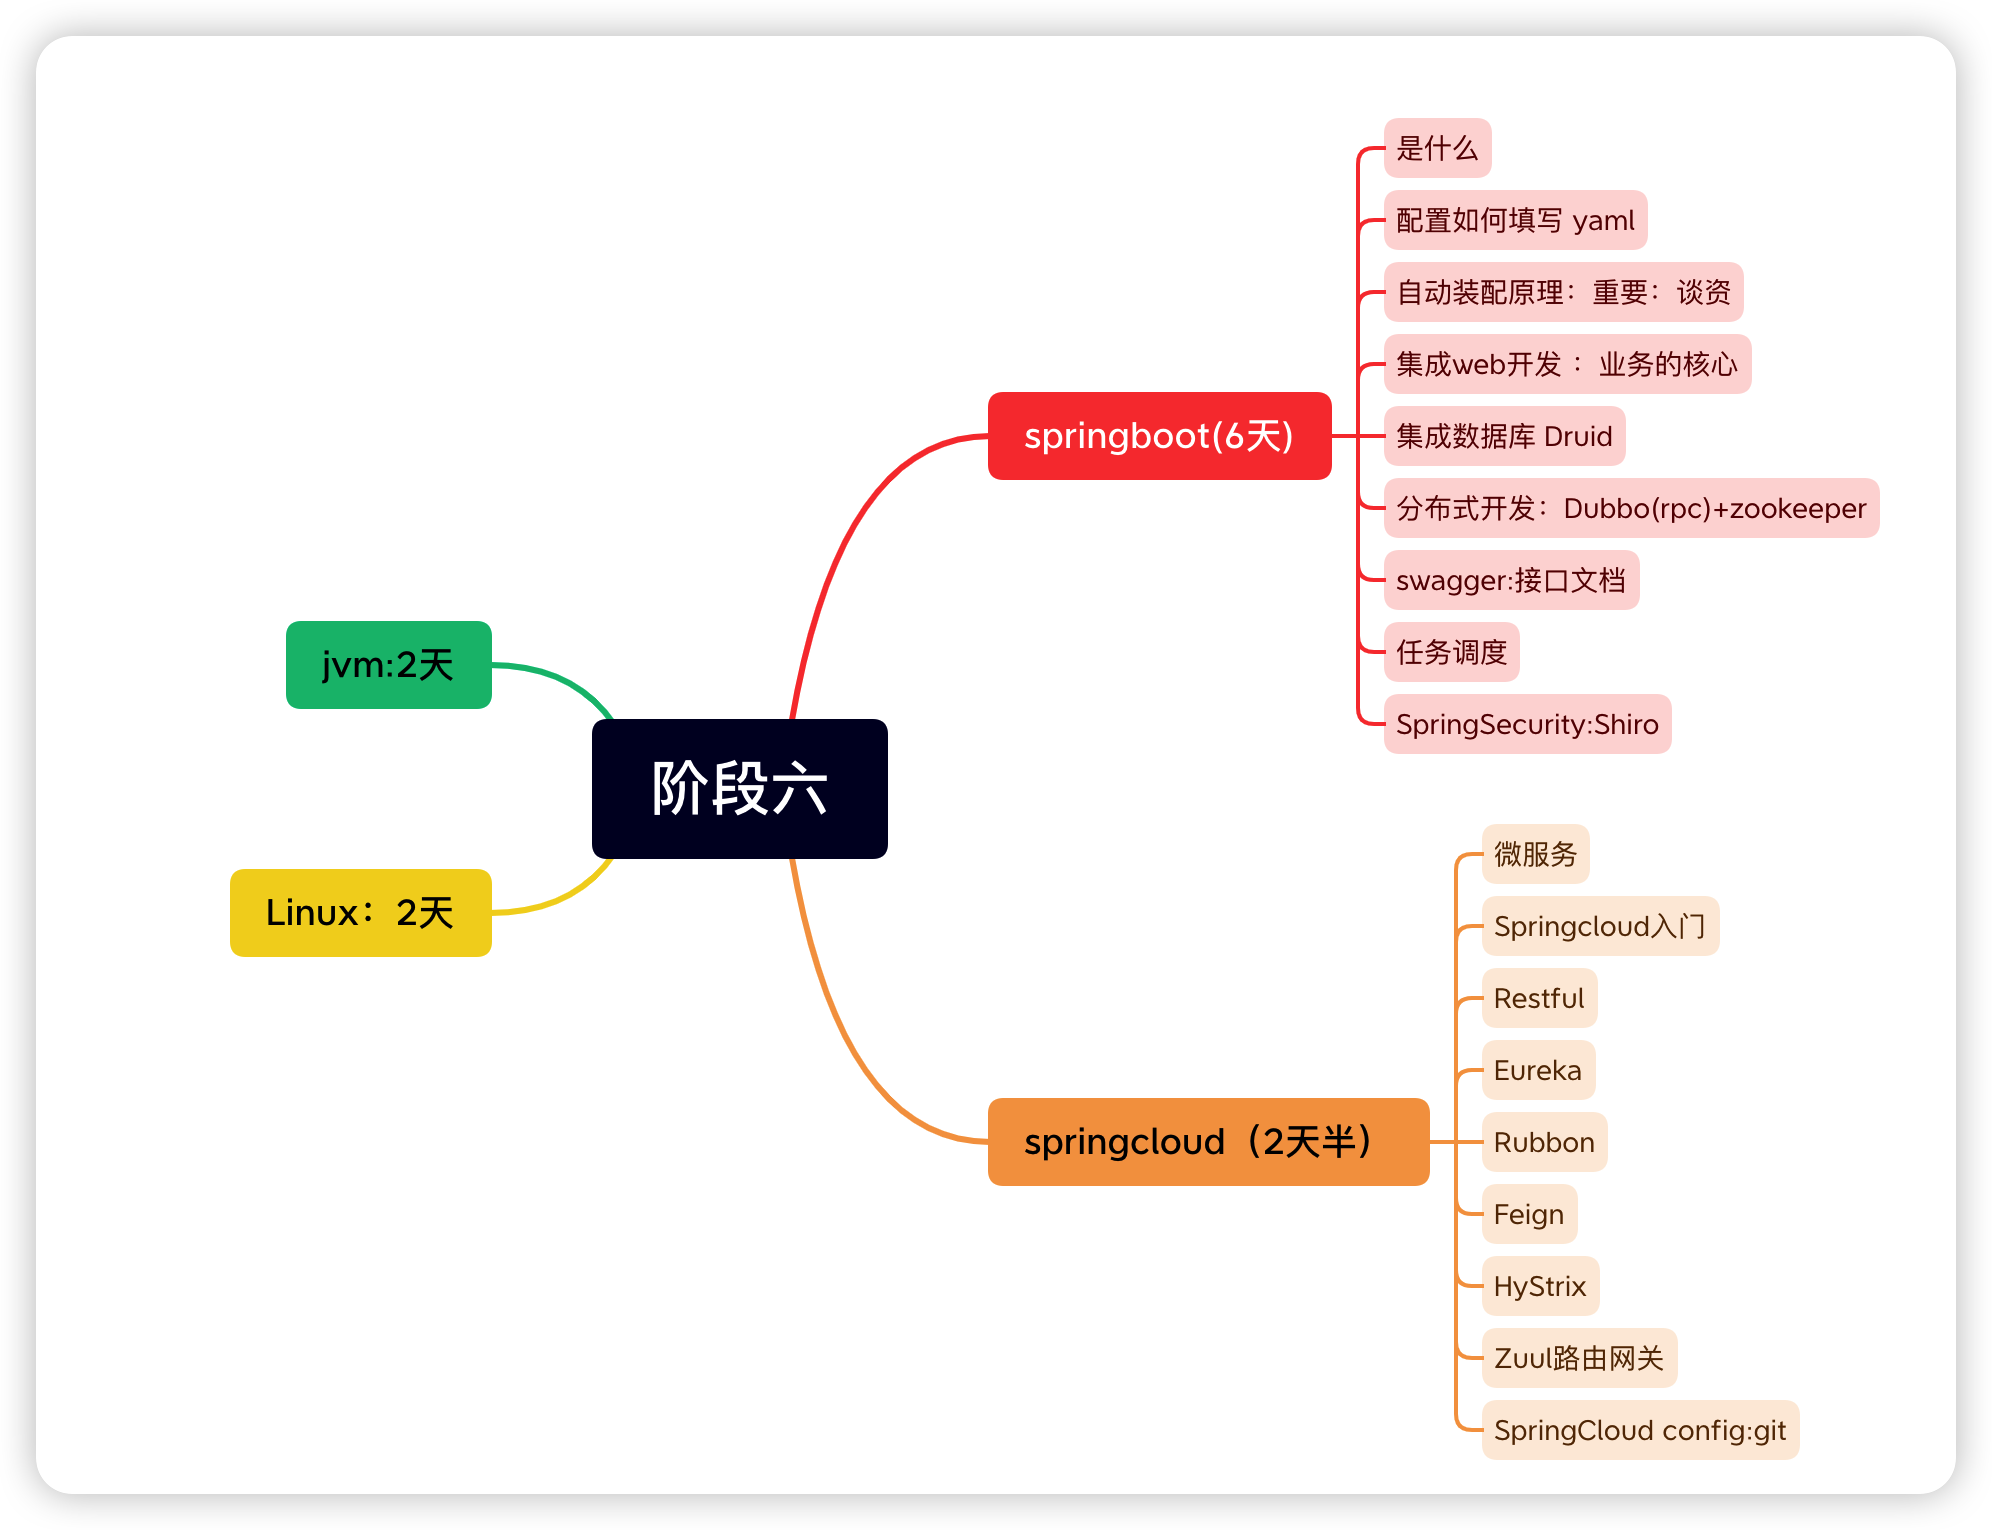 阶段六
springboot(6天)
是什么
配置如何填写 yaml
自动装配原理：重要：谈资
集成web开发 ：业务的核心
集成数据库 Druid
分布式开发：Dubbo(rpc)+zookeeper
swagger:接口文档
任务调度
SpringSecurity:Shiro
springcloud（2天半）
微服务
Springcloud入门
Restful
Eureka
Rubbon
Feign
HyStrix
Zuul路由网关
SpringCloud config:git
jvm:2天
Linux：2天